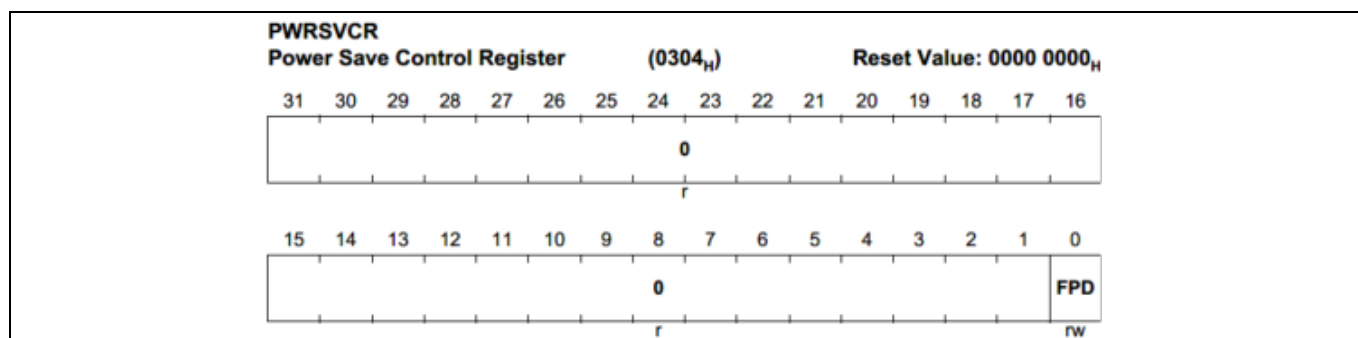 PWRSVCR
Power Save Control Register (0304H) Reset Value: 0000 0000H
31 30 29 28 27 26 25 24 23 22 21 20 19 18 17 16
0
r
15 14 13 12 11 10 9 8 7 6 5 4 3 2 1 0
0 FPD
r rw